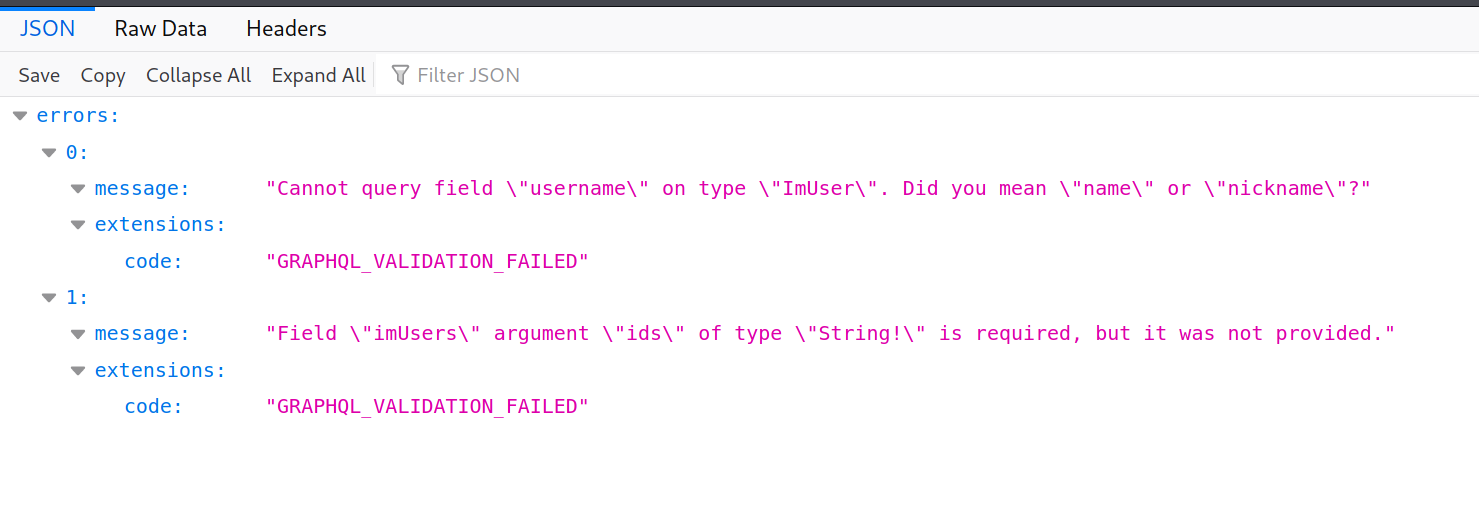 JSON Raw Data Headers
Save Copy Collapse All Expand All Filter JSON
errors:
0:
message: "Cannot query field \"username\" on type \"ImUser\". Did you mean \"name\" or \"nickname\"?"
extensions:
code: "GRAPHQL_VALIDATION_FAILED"
1:
message: "Field \"imUsers\" argument \"ids\" of type \"String!\" is required, but it was not provided."
extensions:
code: "GRAPHQL_VALIDATION_FAILED"